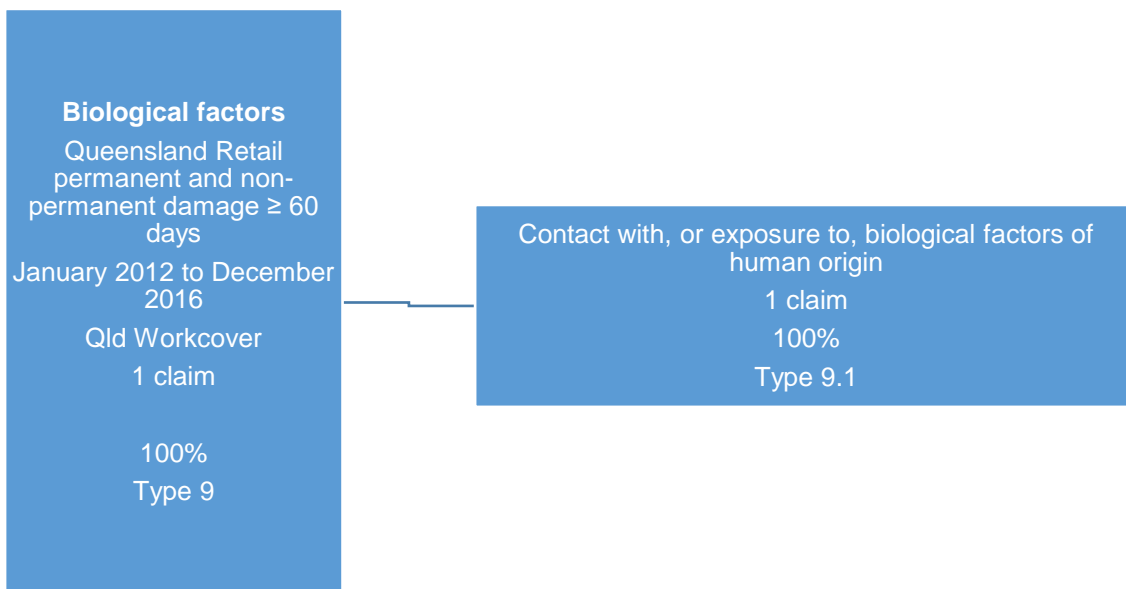 Biological factors
Queensland Retail
permanent and non-
permanent damage ≥ 60
days
January 2012 to December
2016
Qld Workcover
1 claim
100%
Type 9
Contact with, or exposure to, biological factors of
human origin
1 claim
100%
Type 9.1